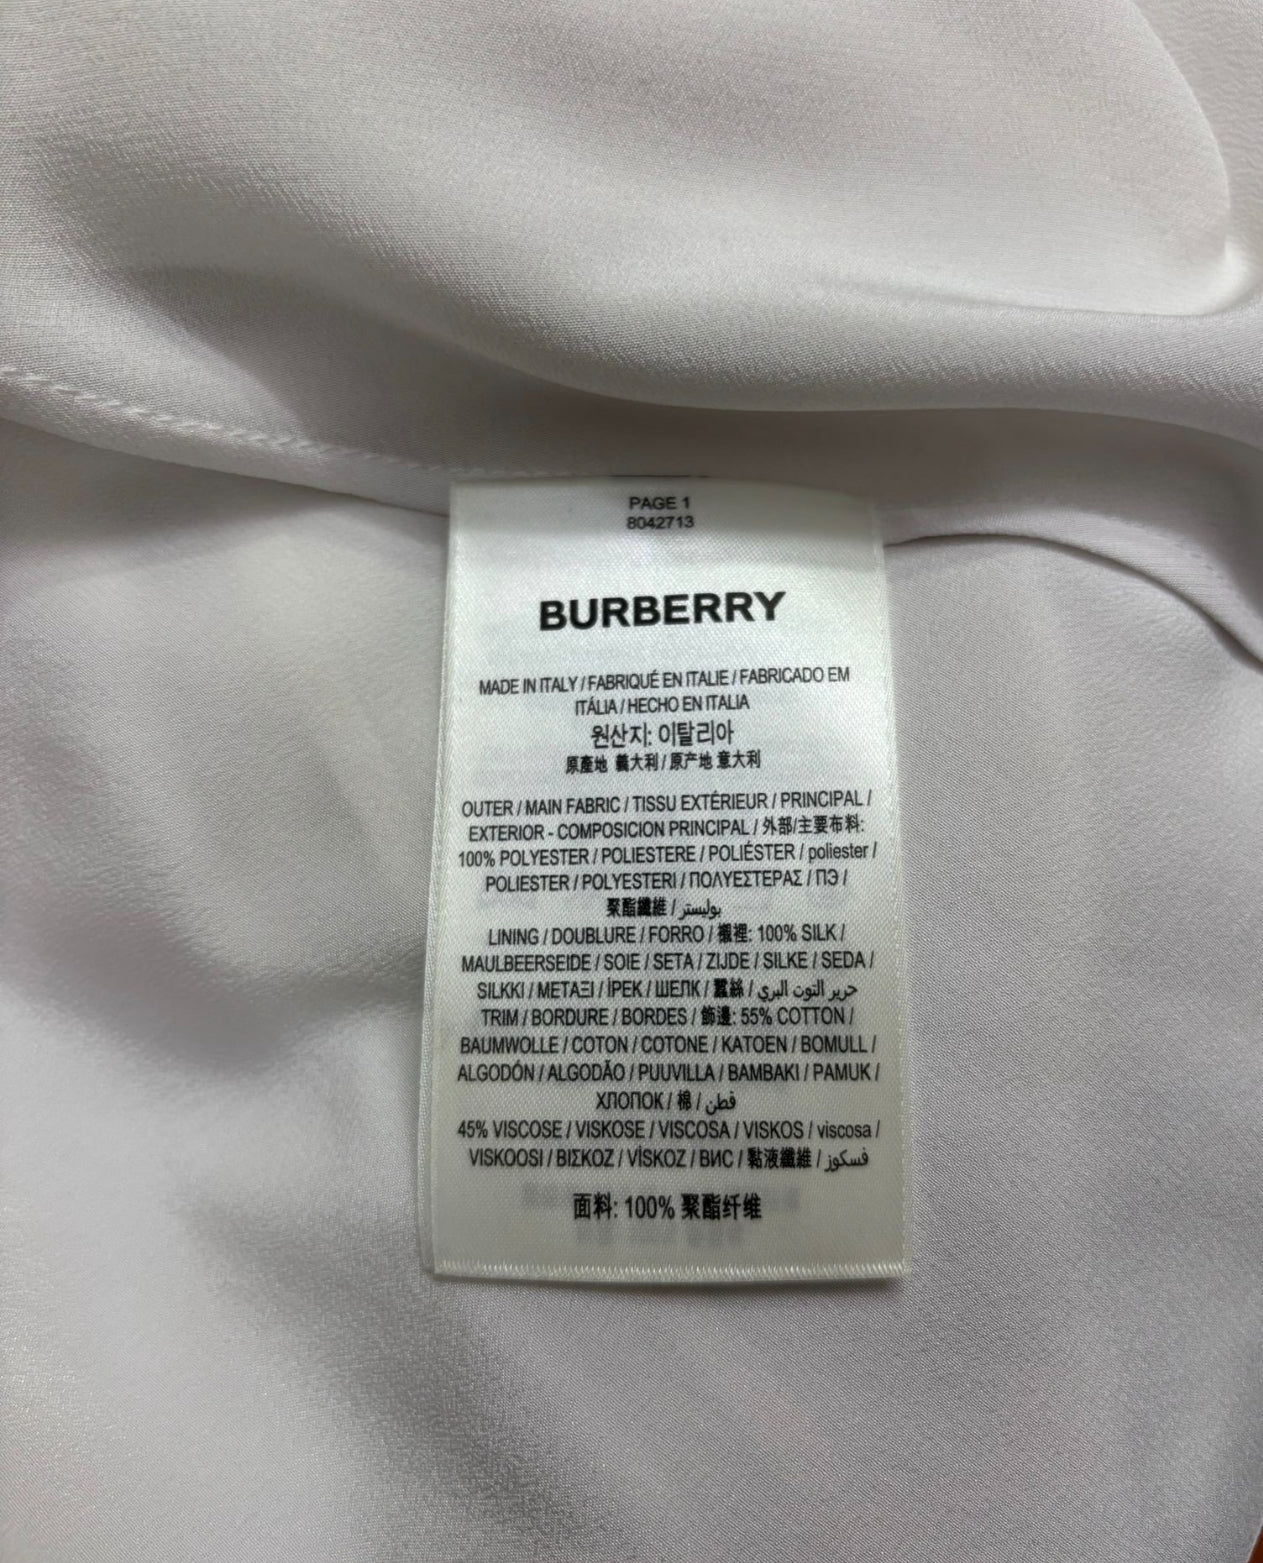 PAGE 1
8042713
BURBERRY
MADE IN ITALY / FABRIQUÉ EN ITALIE / FABRICADO EM
ITÁLIA / HECHO EN ITALIA
원산지: 이탈리아
原產地 義大利 / 原产地 意大利
OUTER / MAIN FABRIC / TISSU EXTÉRIEUR / PRINCIPAL /
EXTERIOR - COMPOSICION PRINCIPAL / 外部/主要布料:
100% POLYESTER / POLIESTERE / POLIÉSTER / poliester /
POLIESTER / POLYESTERI / ΠΟΛΥΕΣΤΕΡΑΣ / ПЭ /
聚酯纖維 / بوليستر
LINING / DOUBLURE / FORRO / 襯裡: 100% SILK /
MAULBEERSEIDE / SOIE / SETA / ZIJDE / SILKE / SEDA /
SILKKI / ΜΕΤΑΞΙ / İPEK / ШЕЛК / 蠶絲 / حرير التوت البري
TRIM / BORDURE / BORDES / 飾邊: 55% COTTON /
BAUMWOLLE / COTON / COTONE / KATOEN / BOMULL /
ALGODÓN / ALGODÃO / PUUVILLA / BAMBAKI / PAMUK /
ХЛОПОК / 棉 / قطن
45% VISCOSE / VISKOSE / VISCOSA / VISKOS / viscosa /
VISKOOSI / ΒΙΣΚΟΖ / VİSKOZ / ВИС / 黏液纖維 / فسكوز
面料: 100% 聚酯纤维